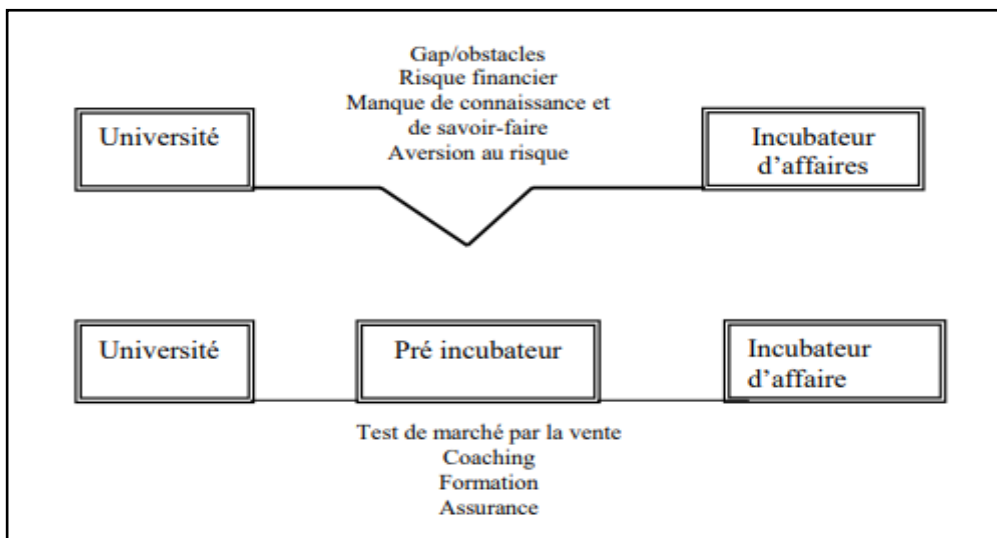 Gap/obstacles
Risque financier
Manque de connaissance et
de savoir-faire
Aversion au risque
Université
Incubateur
d'affaires
Université
Pré incubateur
Incubateur
d'affaire
Test de marché par la vente
Coaching
Formation
Assurance